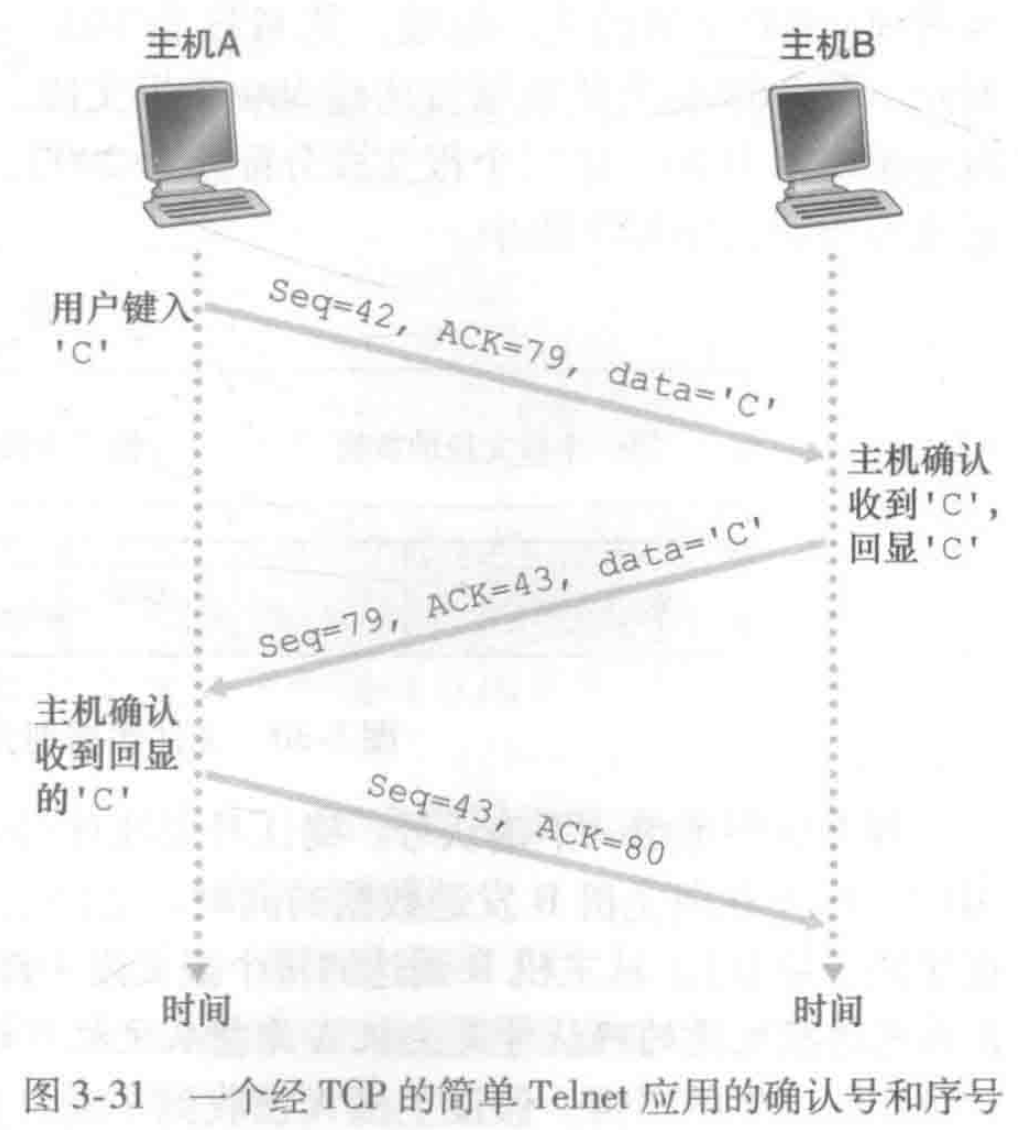 主机A
主机B
用户键入
'C'
Seq=42, ACK=79, data='C'
主机确认
收到'C',
回显'C'
Seq=79, ACK=43, data='C'
主机确认
收到回显
的'C'
Seq=43, ACK=80
时间
时间
图 3-31 一个经 TCP 的简单 Telnet 应用的确认号和序号